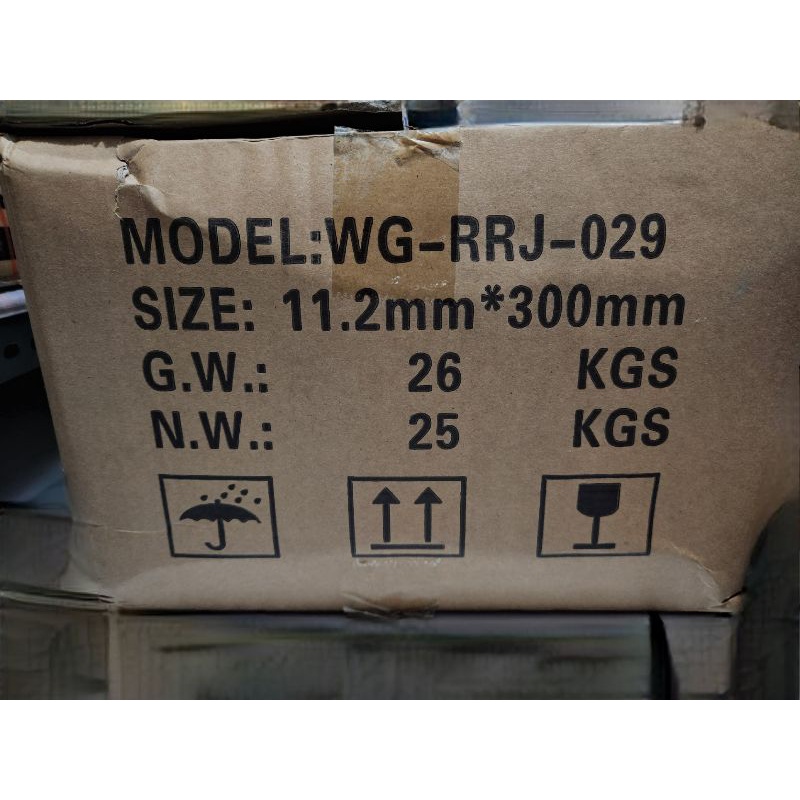 MODEL:WG-RRJ-029
SIZE: 11.2mm*300mm
G.W.: 26 KGS
N.W.: 25 KGS